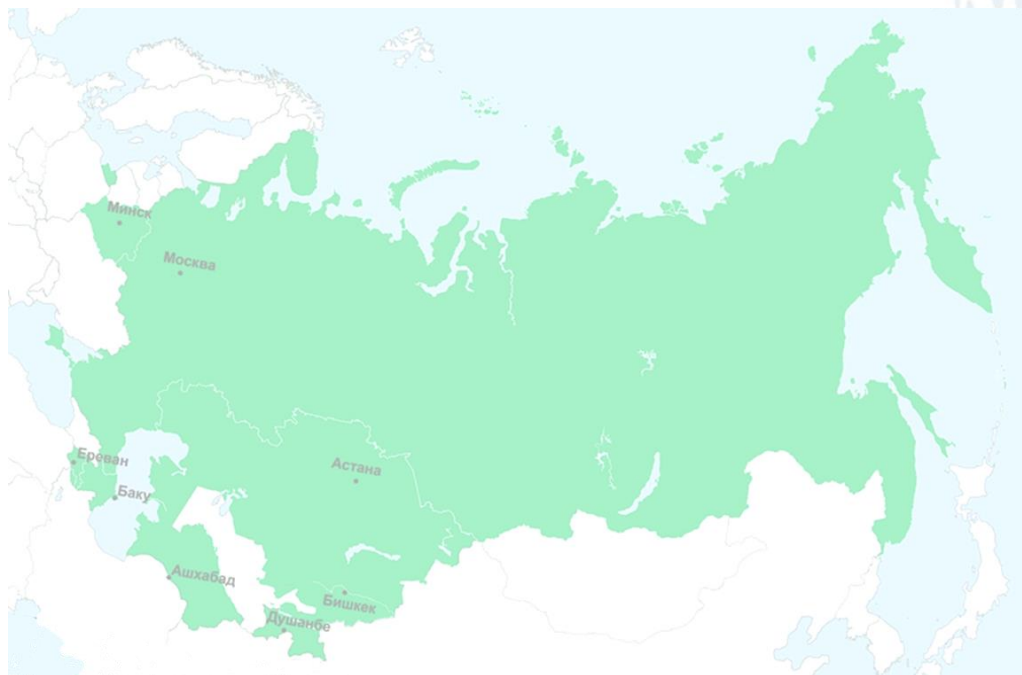 Минск
Москва
Ереван
Баку
Астана
Ашхабад
Бишкек
Душанбе